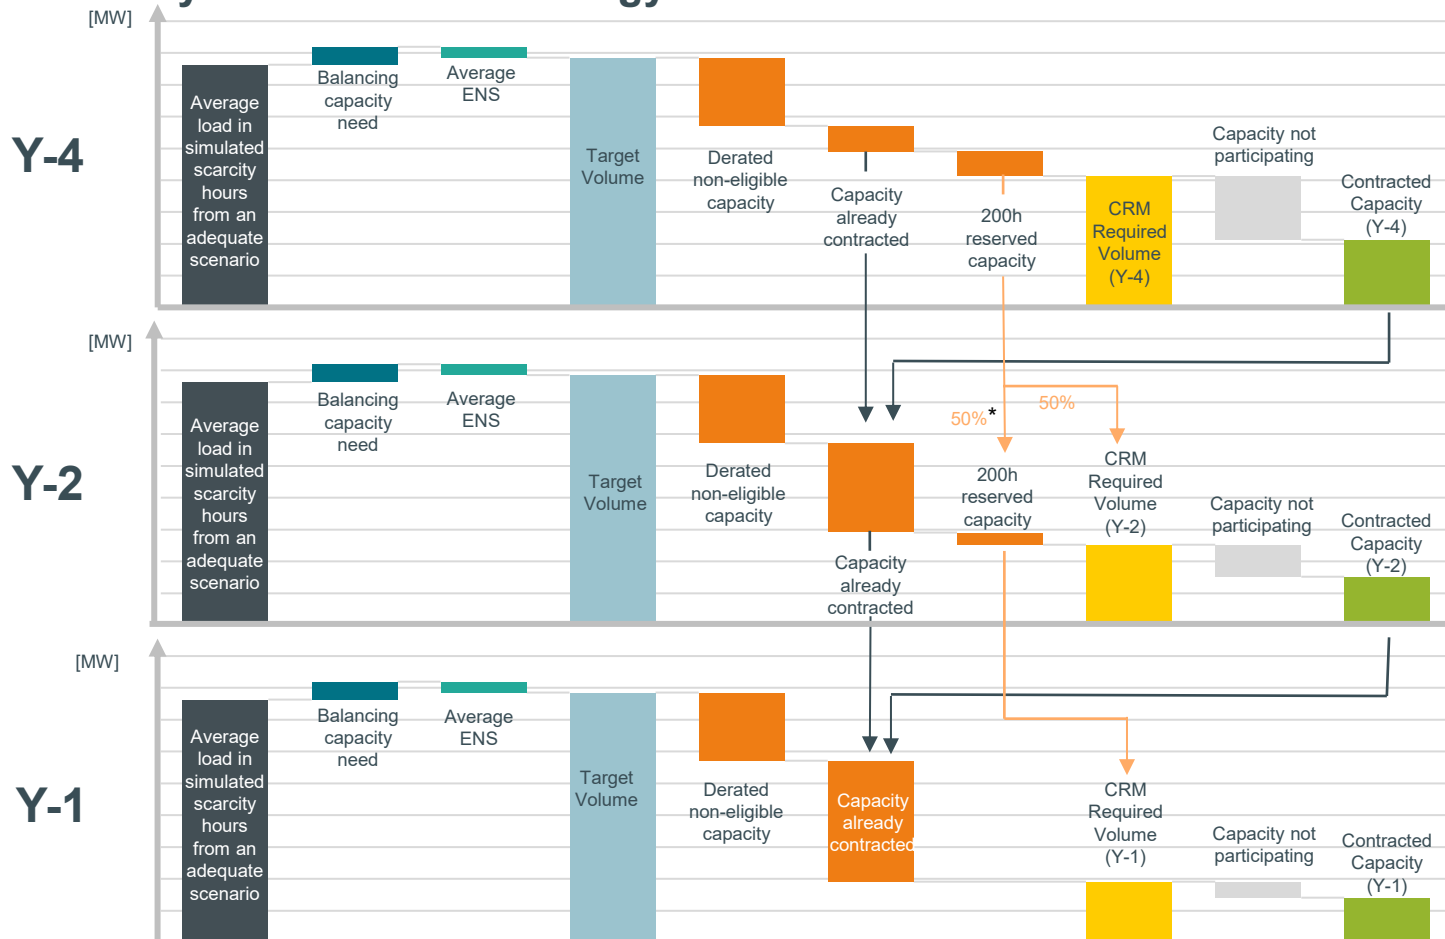 [MW]
Y-4
Average
load in
simulated
scarcity
hours
from an
adequate
scenario
Balancing
capacity
need
Average
ENS
Target
Volume
Derated
non-eligible
capacity
Capacity
already
contracted
200h
reserved
capacity
CRM
Required
Volume
(Y-4)
Capacity not
participating
Contracted
Capacity
(Y-4)
[MW]
Y-2
Average
load in
simulated
scarcity
hours
from an
adequate
scenario
Balancing
capacity
need
Average
ENS
Target
Volume
Derated
non-eligible
capacity
Capacity
already
contracted
50%*
50%
200h
reserved
capacity
CRM
Required
Volume
(Y-2)
Capacity not
participating
Contracted
Capacity
(Y-2)
[MW]
Y-1
Average
load in
simulated
scarcity
hours
from an
adequate
scenario
Balancing
capacity
need
Average
ENS
Target
Volume
Derated
non-eligible
capacity
Capacity
already
contracted
CRM
Required
Volume
(Y-1)
Capacity not
participating
Contracted
Capacity
(Y-1)